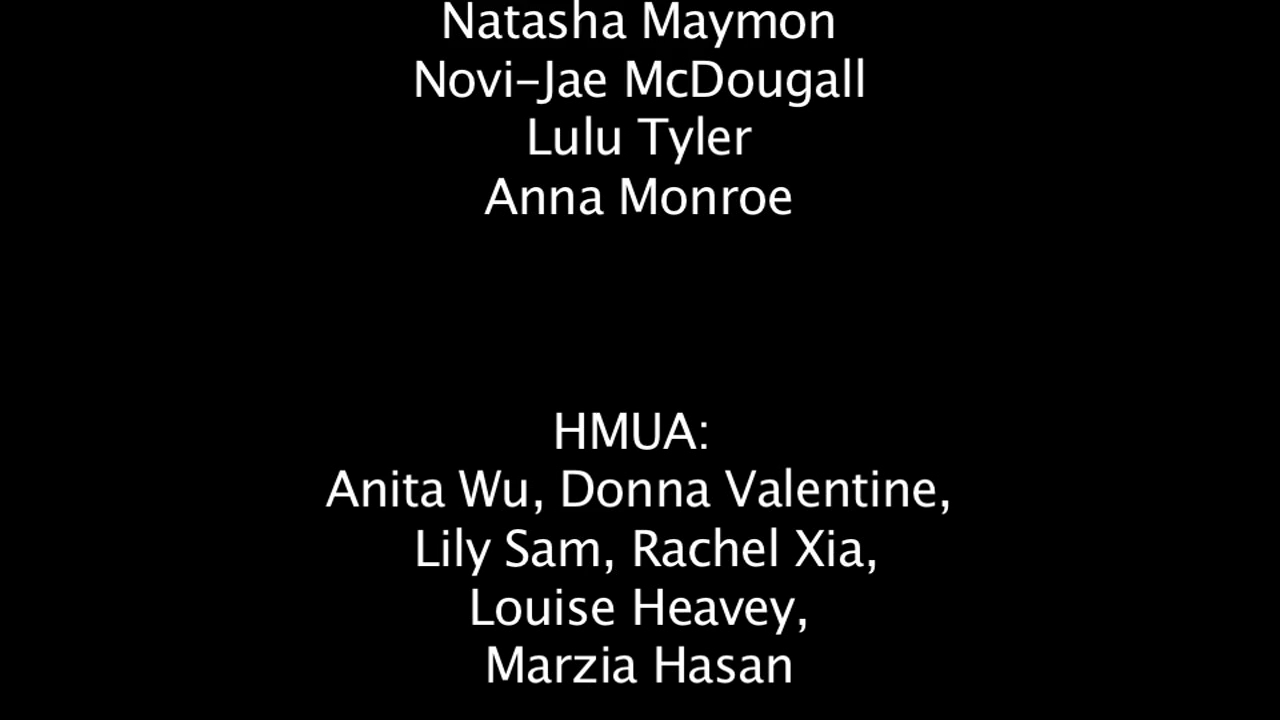 Natasha Maymon
Novi-Jae McDougall
Lulu Tyler
Anna Monroe
HMUA:
Anita Wu, Donna Valentine,
Lily Sam, Rachel Xia,
Louise Heavey,
Marzia Hasan